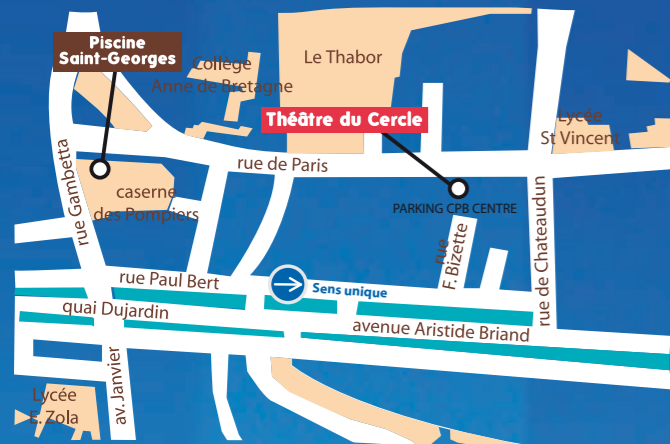 Piscine
Saint-Georges
Collège
Anne de Bretagne
Le Thabor
Théâtre du Cercle
Lycée
St Vincent
rue de Paris
rue Gambetta
caserne
des Pompiers
PARKING CPB CENTRE
rue
F. Bizette
rue de Chateaudun
rue Paul Bert
Sens unique
quai Dujardin
avenue Aristide Briand
av. Janvier
Lycée
E. Zola